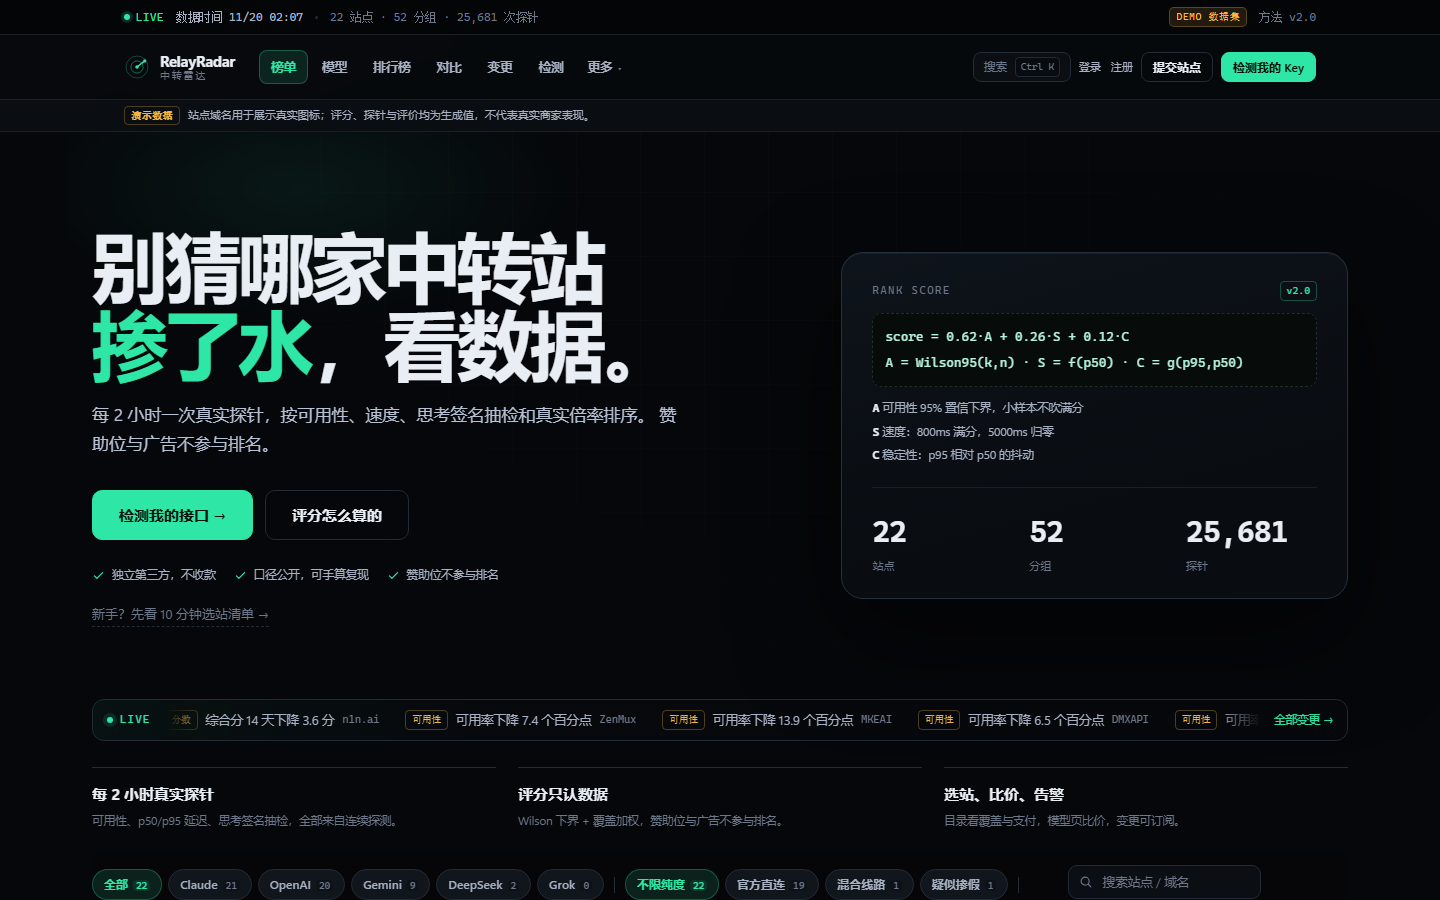 LIVE 数据时间 11/20 02:07 · 22 站点 · 52 分组 · 25,681 次探针
DEMO 数据集 方法 v2.0
RelayRadar
中转雷达
榜单 模型 排行榜 对比 变更 检测 更多
搜索 Ctrl K 登录 注册 提交站点 检测我的 Key
演示数据 站点域名用于展示真实图标；评分、探针与评价均为生成值，不代表真实商家表现。
别猜哪家中转站
掺了水，看数据。
每 2 小时一次真实探针，按可用性、速度、思考签名抽检和真实倍率排序。 赞
助位与广告不参与排名。
检测我的接口 → 评分怎么算的
独立第三方，不收款 口径公开，可手算复现 赞助位不参与排名
新手？先看 10 分钟选站清单 →
RANK SCORE v2.0
score = 0.62·A + 0.26·S + 0.12·C
A = Wilson95(k,n) · S = f(p50) · C = g(p95,p50)
A 可用性 95% 置信下界，小样本不吹满分
S 速度：800ms 满分，5000ms 归零
C 稳定性：p95 相对 p50 的抖动
22 52 25,681
站点 分组 探针
LIVE 分数 综合分 14 天下降 3.6 分 n1n.ai 可用性 可用率下降 7.4 个百分点 ZenMux 可用性 可用率下降 13.9 个百分点 MKEAI 可用性 可用率下降 6.5 个百分点 DMXAPI 可用性 可用 全部变更 →
每 2 小时真实探针
可用性、p50/p95 延迟、思考签名抽检，全部来自连续探测。
评分只认数据
Wilson 下界 + 覆盖加权，赞助位与广告不参与排名。
选站、比价、告警
目录看覆盖与支付，模型页比价，变更可订阅。
全部 22 Claude 21 OpenAI 20 Gemini 9 DeepSeek 2 Grok 0 不限纯度 22 官方直连 19 混合线路 1 疑似掺假 1 搜索站点 / 域名